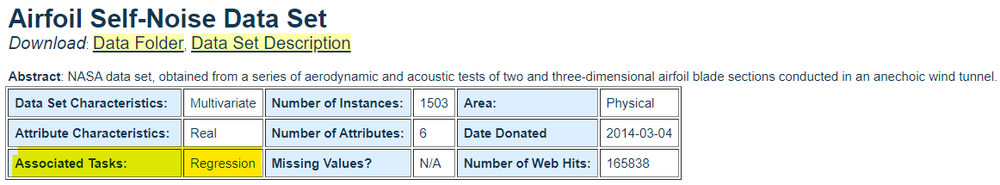 Airfoil Self-Noise Data Set
Download: Data Folder, Data Set Description
Abstract: NASA data set, obtained from a series of aerodynamic and acoustic tests of two and three-dimensional airfoil blade sections conducted in an anechoic wind tunnel.
Data Set Characteristics: Multivariate Number of Instances: 1503 Area: Physical
Attribute Characteristics: Real Number of Attributes: 6 Date Donated 2014-03-04
Associated Tasks: Regression Missing Values? N/A Number of Web Hits: 165838